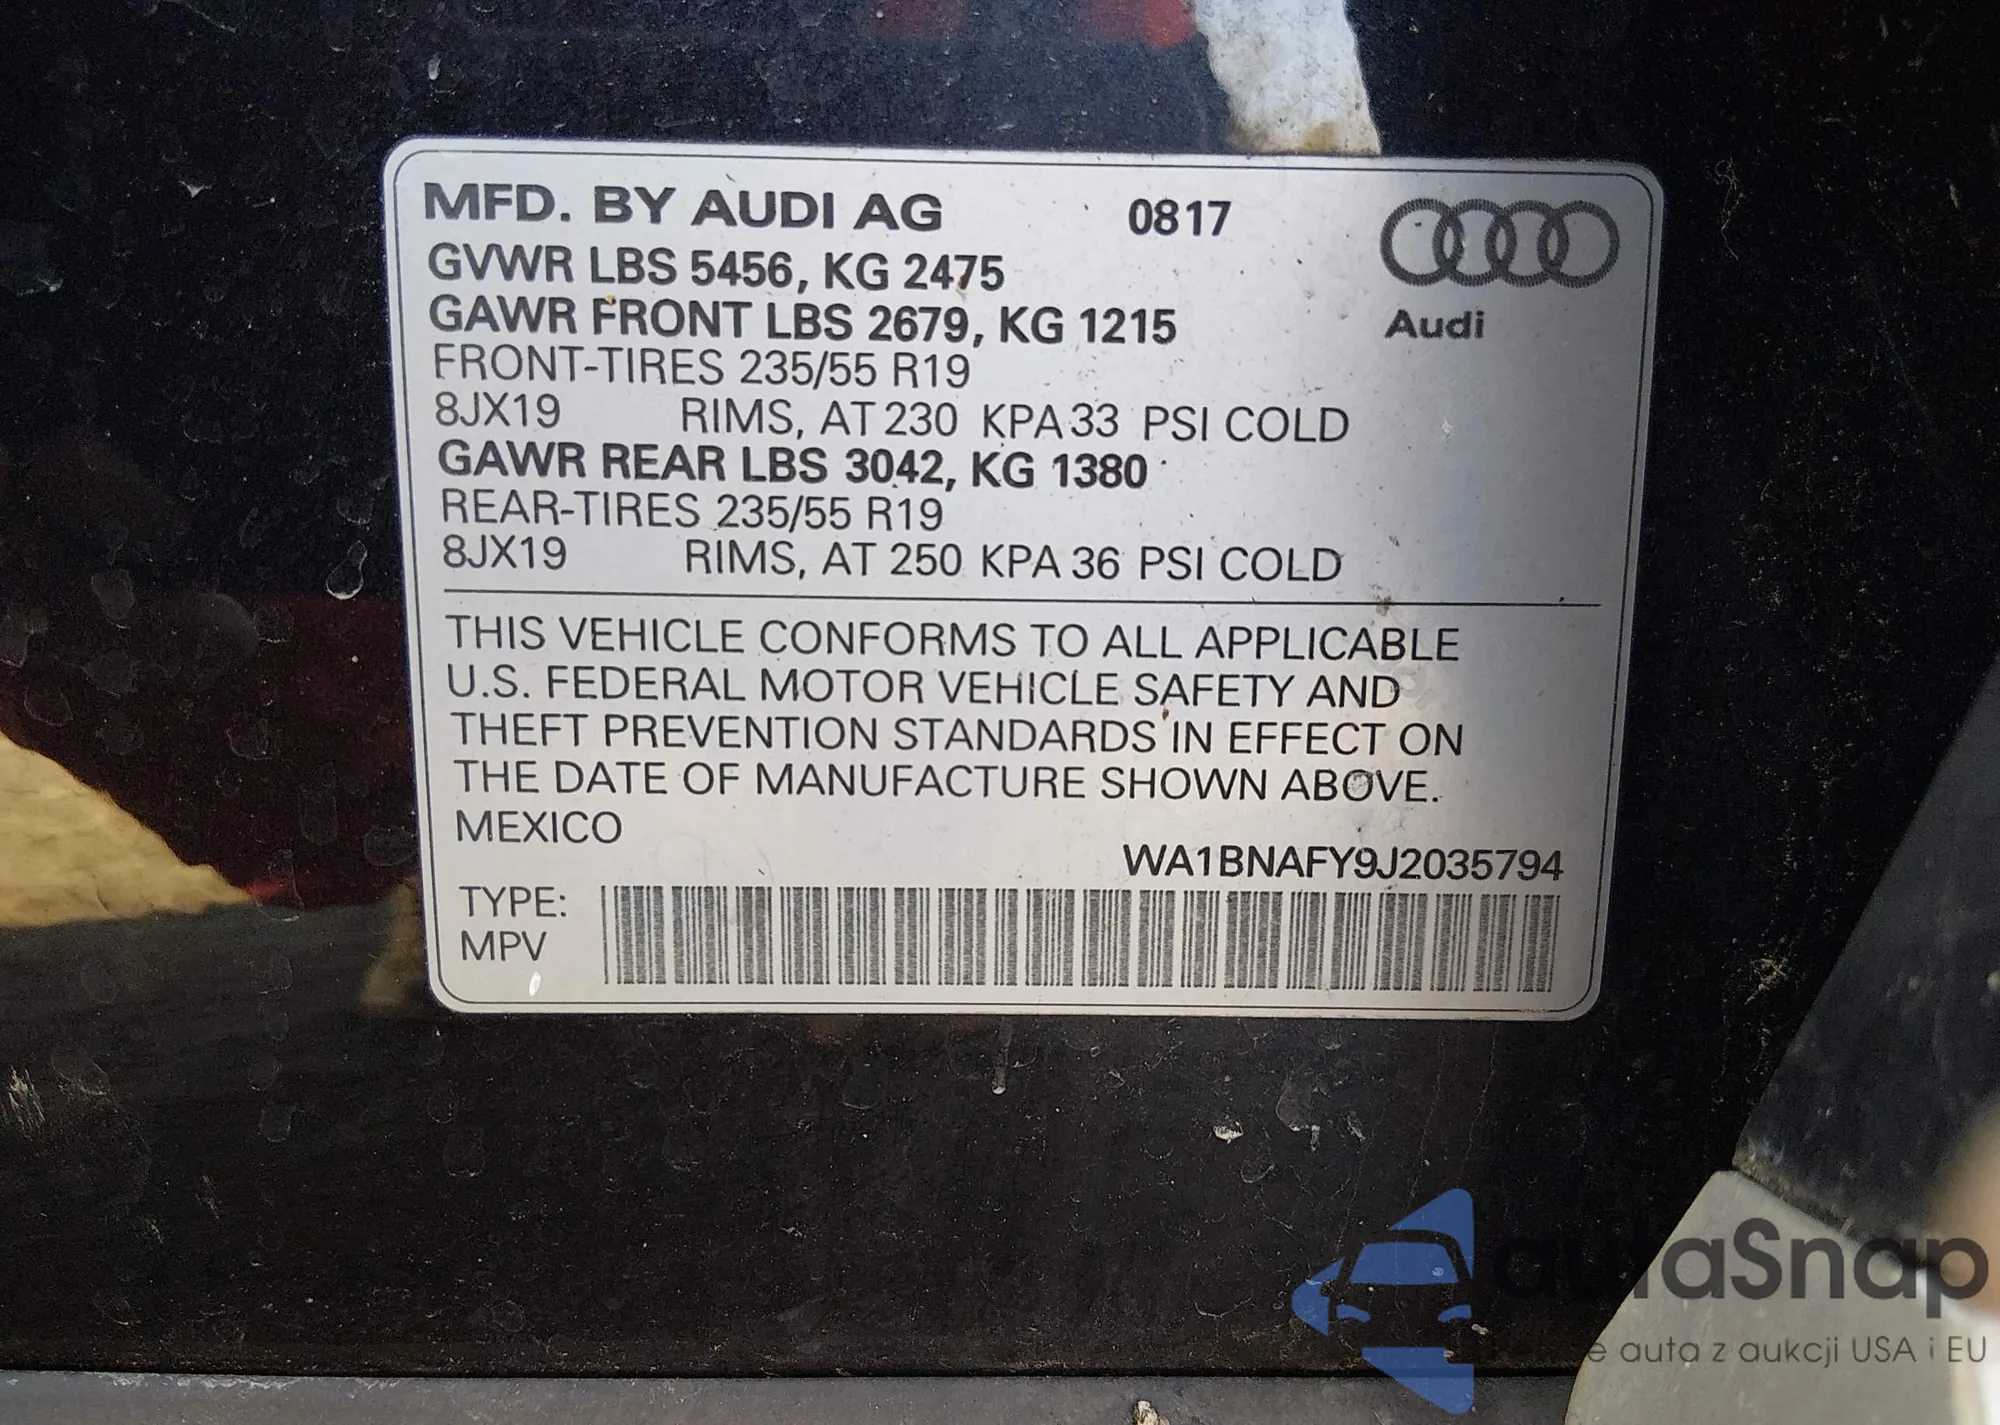 MFD. BY AUDI AG 0817
GVWR LBS 5456, KG 2475
GAWR FRONT LBS 2679, KG 1215
Audi
FRONT-TIRES 235/55 R19
8JX19 RIMS, AT 230 KPA 33 PSI COLD
GAWR REAR LBS 3042, KG 1380
REAR-TIRES 235/55 R19
8JX19 RIMS, AT 250 KPA 36 PSI COLD
THIS VEHICLE CONFORMS TO ALL APPLICABLE
U.S. FEDERAL MOTOR VEHICLE SAFETY AND
THEFT PREVENTION STANDARDS IN EFFECT ON
THE DATE OF MANUFACTURE SHOWN ABOVE.
MEXICO
WA1BNAFY9J2035794
TYPE:
MPV
autaSnap
auta z aukcji USA i EU